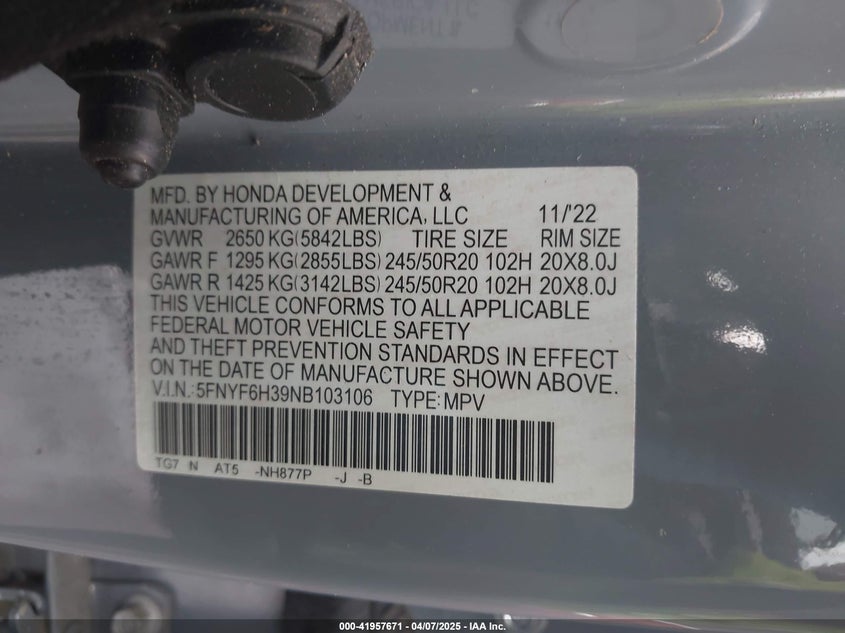 MFD. BY HONDA DEVELOPMENT &
MANUFACTURING OF AMERICA, LLC 11/'22
GVWR 2650 KG(5842LBS) TIRE SIZE RIM SIZE
GAWR F 1295 KG(2855LBS) 245/50R20 102H 20X8.0J
GAWR R 1425 KG(3142LBS) 245/50R20 102H 20X8.0J
THIS VEHICLE CONFORMS TO ALL APPLICABLE
FEDERAL MOTOR VEHICLE SAFETY
AND THEFT PREVENTION STANDARDS IN EFFECT
ON THE DATE OF MANUFACTURE SHOWN ABOVE.
V.I.N.: 5FNYF6H39NB103106 TYPE: MPV
TG7 N AT5 -NH877P -J -B
000-41957671 | 04/07/2025 - IAA Inc.